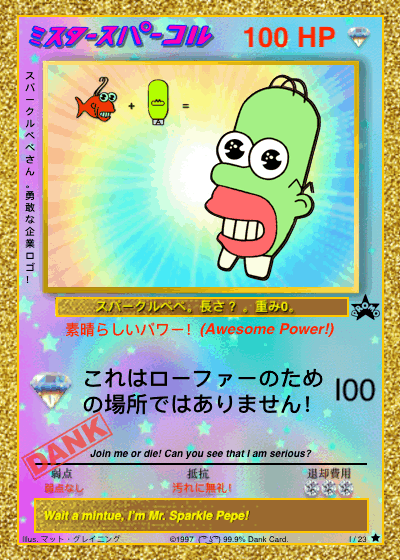 ミスタースパーコル 100 HP
スパークルペペさん。勇敢な企業ロゴ!
+ =
スパークルペペ。長さ？。重み0。
PROMO
素晴らしいパワー! (Awesome Power!)
これはローファーのため
の場所ではありません! 100
DANK
Join me or die! Can you see that I am serious?
弱点 抵抗 退却費用
弱点なし 汚れに無礼!
Wait a mintue, I'm Mr. Sparkle Pepe!
Illus. マット・グレイニング ©1997 ( ͡° ͜ʖ ͡°) 99.9% Dank Card. 1/23 ★